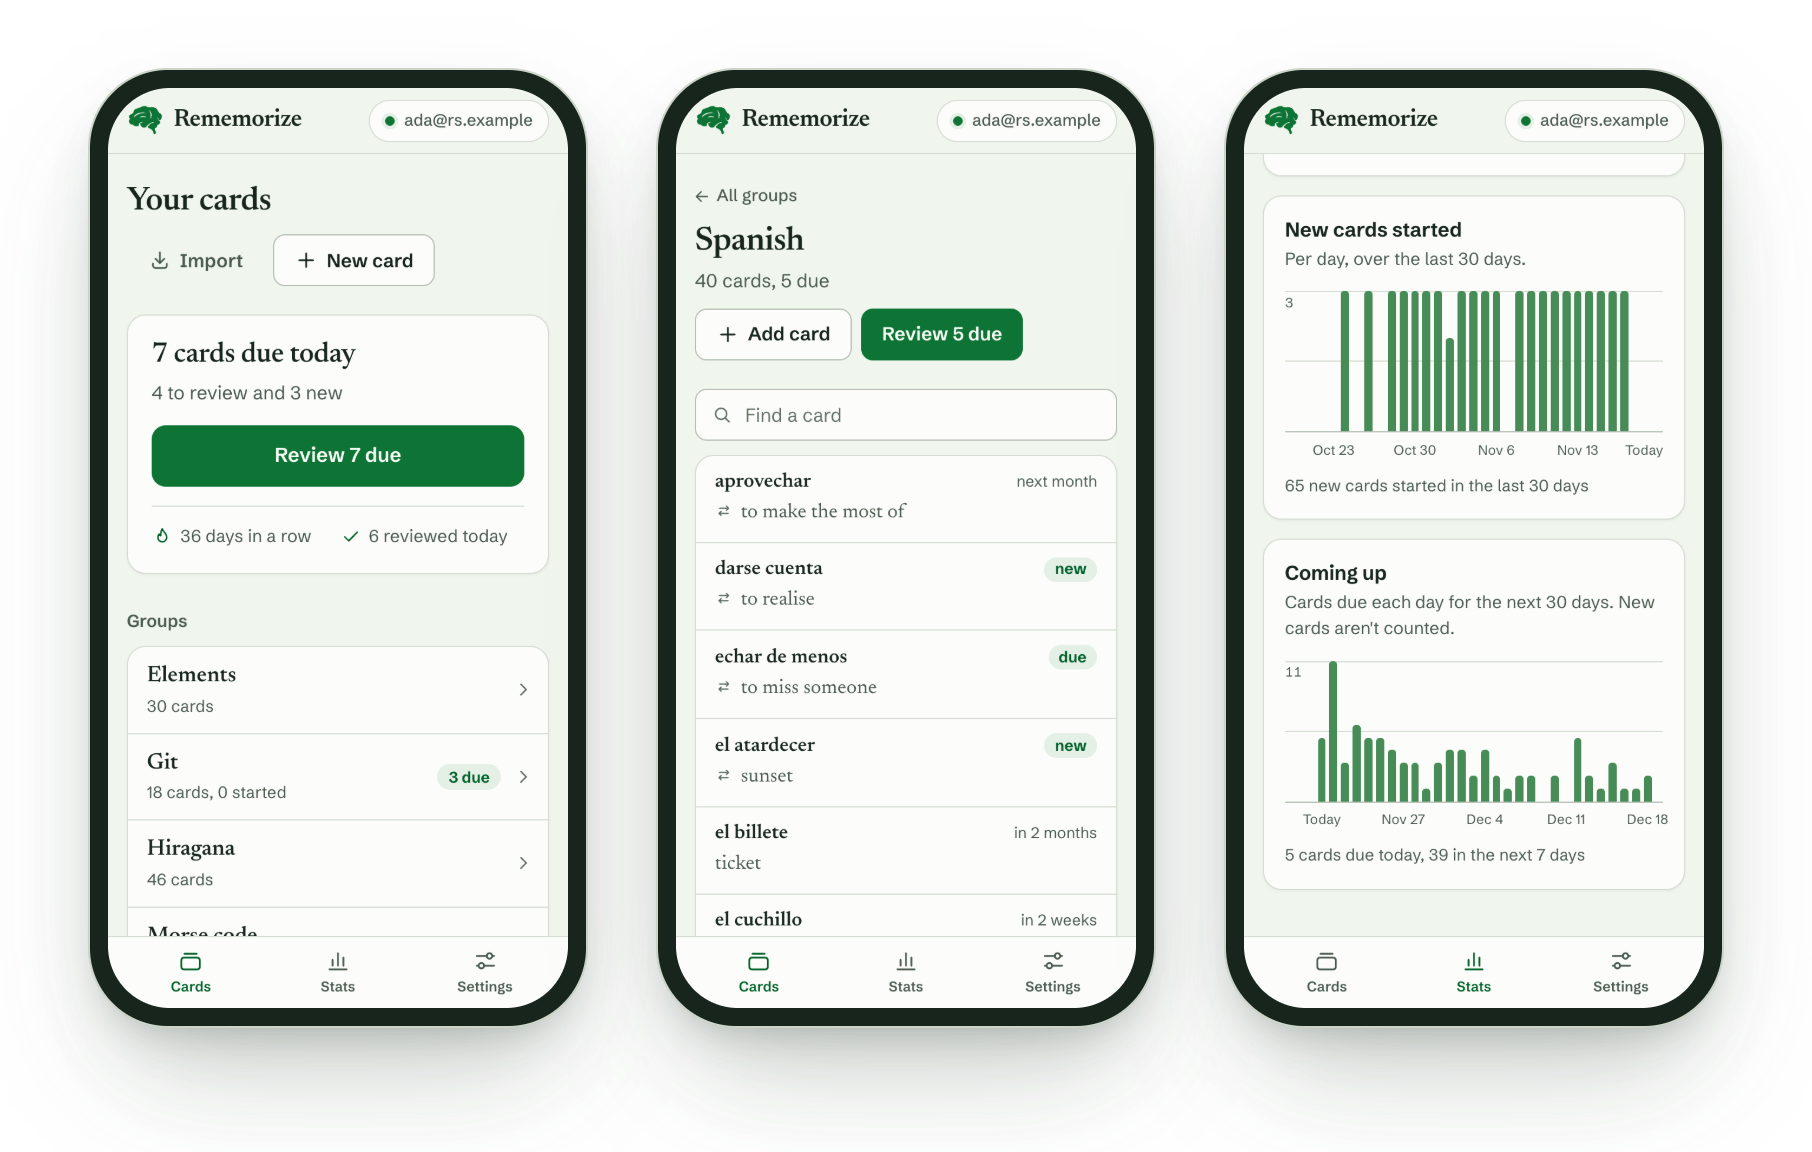 Rememorize
ada@rs.example
Your cards
Import
New card
7 cards due today
4 to review and 3 new
Review 7 due
36 days in a row
6 reviewed today
Groups
Elements
30 cards
Git
18 cards, 0 started
3 due
Hiragana
46 cards
Morse code
Cards
Stats
Settings
Rememorize
ada@rs.example
All groups
Spanish
40 cards, 5 due
Add card
Review 5 due
Find a card
aprovechar
next month
to make the most of
darse cuenta
new
to realise
echar de menos
due
to miss someone
el atardecer
new
sunset
el billete
in 2 months
ticket
el cuchillo
in 2 weeks
Cards
Stats
Settings
Rememorize
ada@rs.example
New cards started
Per day, over the last 30 days.
3
Oct 23
Oct 30
Nov 6
Nov 13
Today
65 new cards started in the last 30 days
Coming up
Cards due each day for the next 30 days. New
cards aren't counted.
11
Today
Nov 27
Dec 4
Dec 11
Dec 18
5 cards due today, 39 in the next 7 days
Cards
Stats
Settings